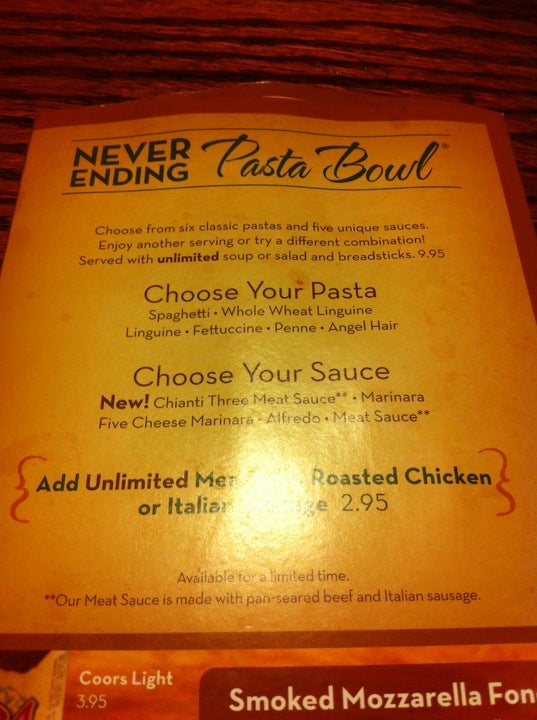 NEVER
ENDING
Pasta Bowl®
Choose from six classic pastas and five unique sauces.
Enjoy another serving or try a different combination!
Served with unlimited soup or salad and breadsticks. 9.95
Choose Your Pasta
Spaghetti • Whole Wheat Linguine
Linguine • Fettuccine • Penne • Angel Hair
Choose Your Sauce
New! Chianti Three Meat Sauce** • Marinara
Five Cheese Marinara • Alfredo • Meat Sauce**
Add Unlimited Roasted Chicken
or Italian 2.95
Available for a limited time.
**Our Meat Sauce is made with pan-seared beef and Italian sausage.
Coors Light
3.95
Smoked Mozzarella Fon